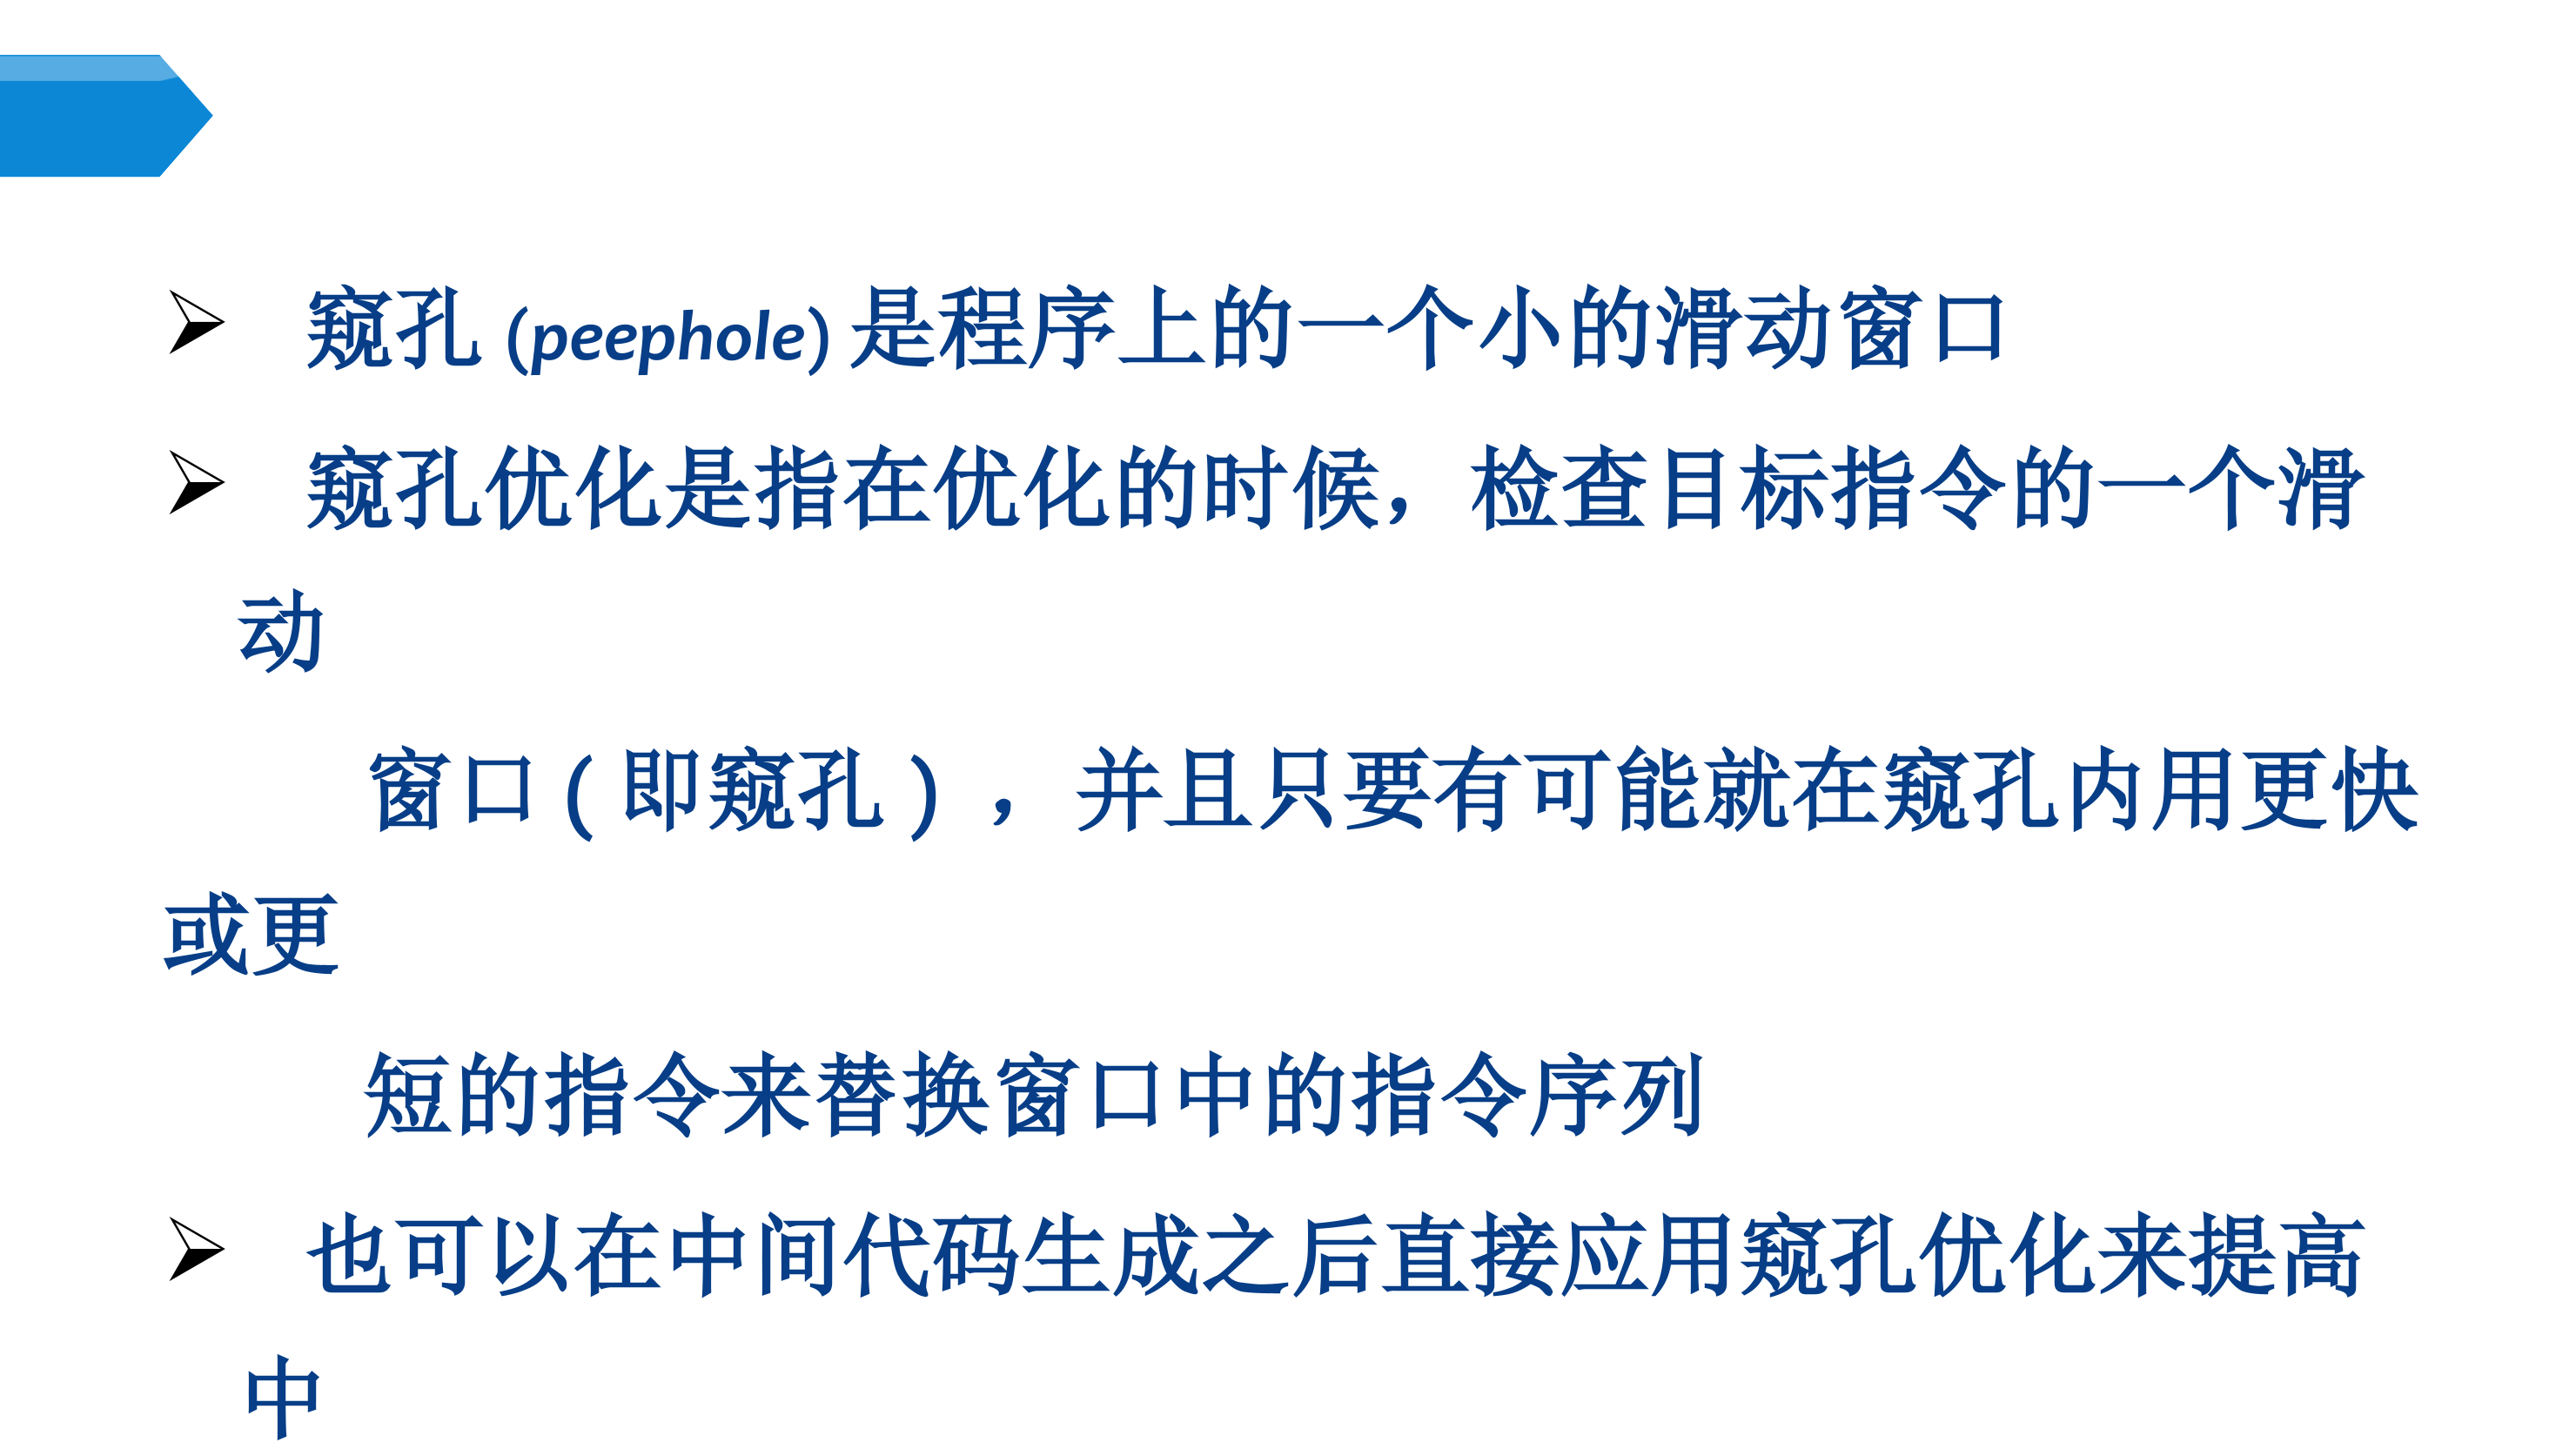 窥孔(peephole)是程序上的一个小的滑动窗口
窥孔优化是指在优化的时候，检查目标指令的一个滑
动
窗口(即窥孔)，并且只要有可能就在窥孔内用更快
或更
短的指令来替换窗口中的指令序列
也可以在中间代码生成之后直接应用窥孔优化来提高
中